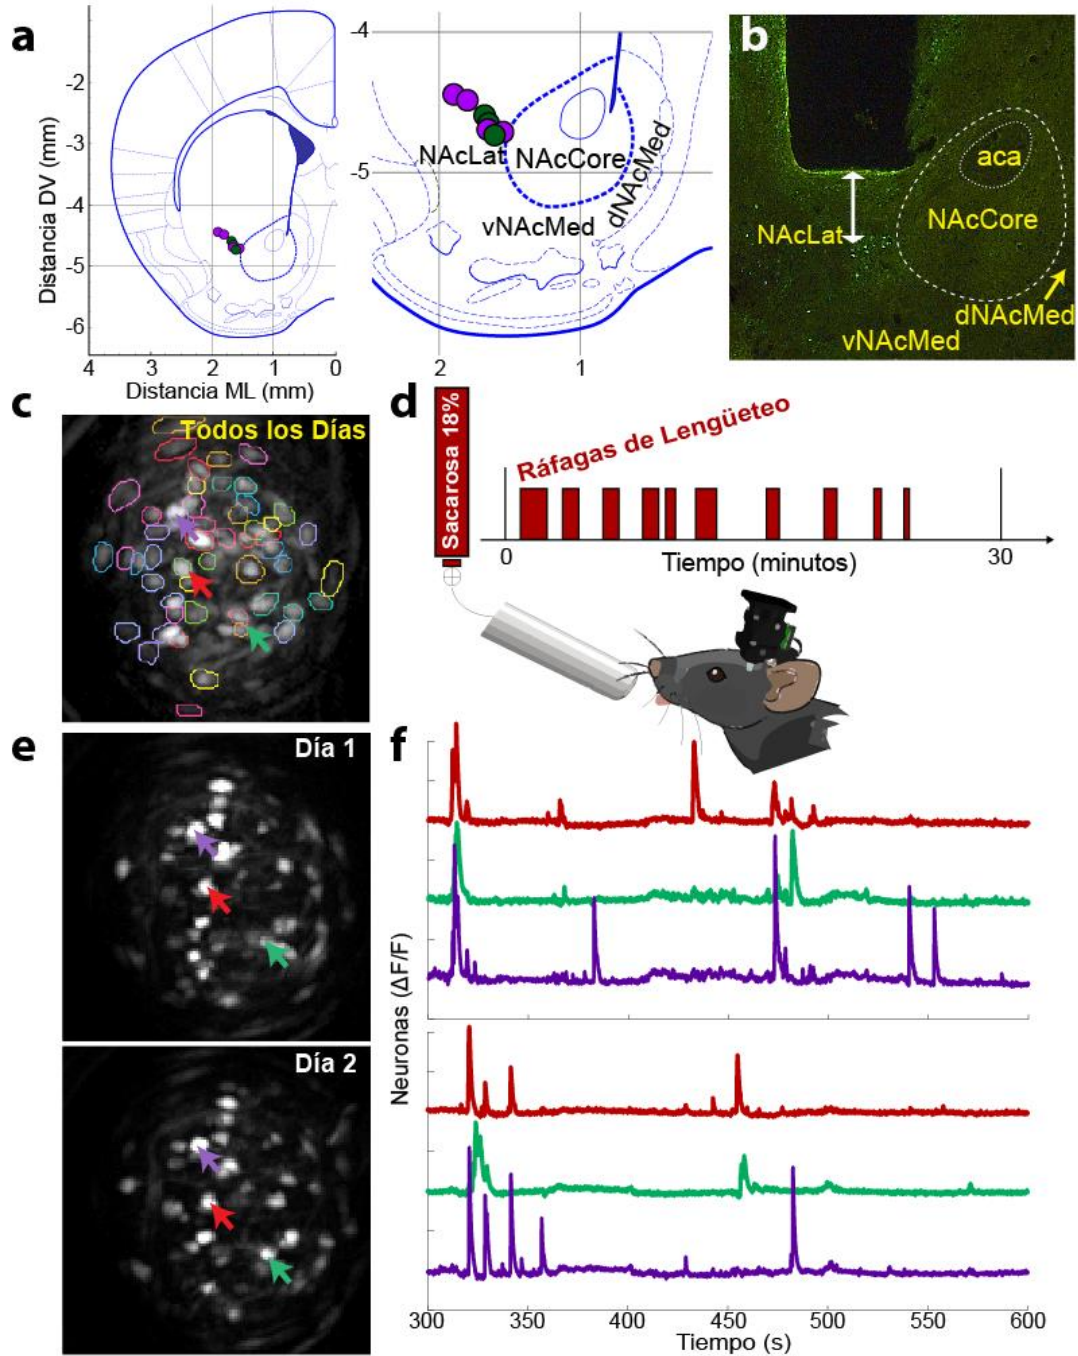 a
Distancia DV (mm)
-2
-3
-4
-5
-6
4
3
2
1
0
Distancia ML (mm)
-4
-5
NAcLat
NAcCore
dNAcMed
vNAcMed
2
1
b
aca
NAcCore
NAcLat
dNAcMed
vNAcMed
c
Todos los Días
d
Sacarosa 18%
Ráfagas de Lengüeteo
0
30
Tiempo (minutos)
e
Día 1
Día 2
f
Neuronas (ΔF/F)
300
350
400
450
500
550
600
Tiempo (s)